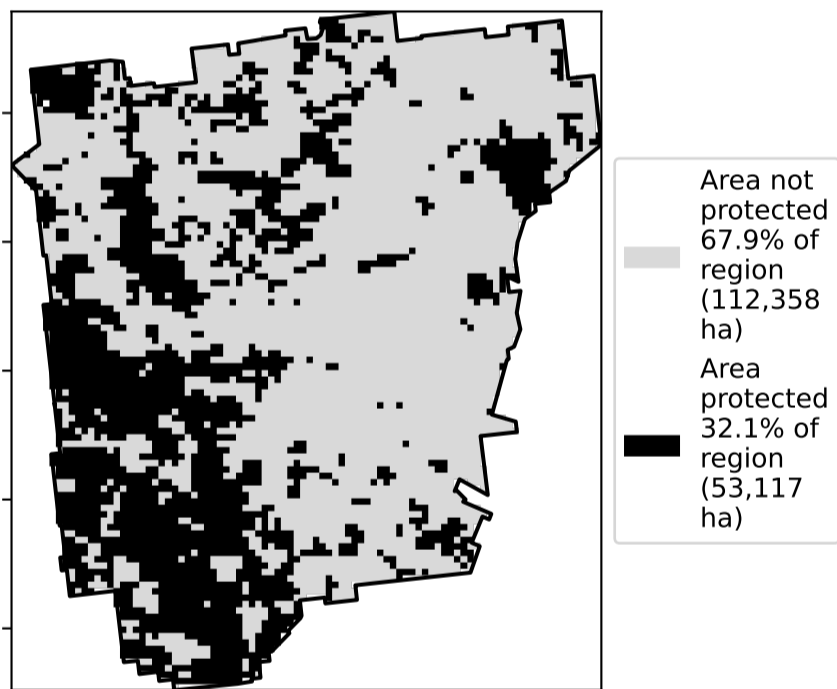 Area not
protected
67.9% of
region
(112,358
ha)
Area
protected
32.1% of
region
(53,117
ha)